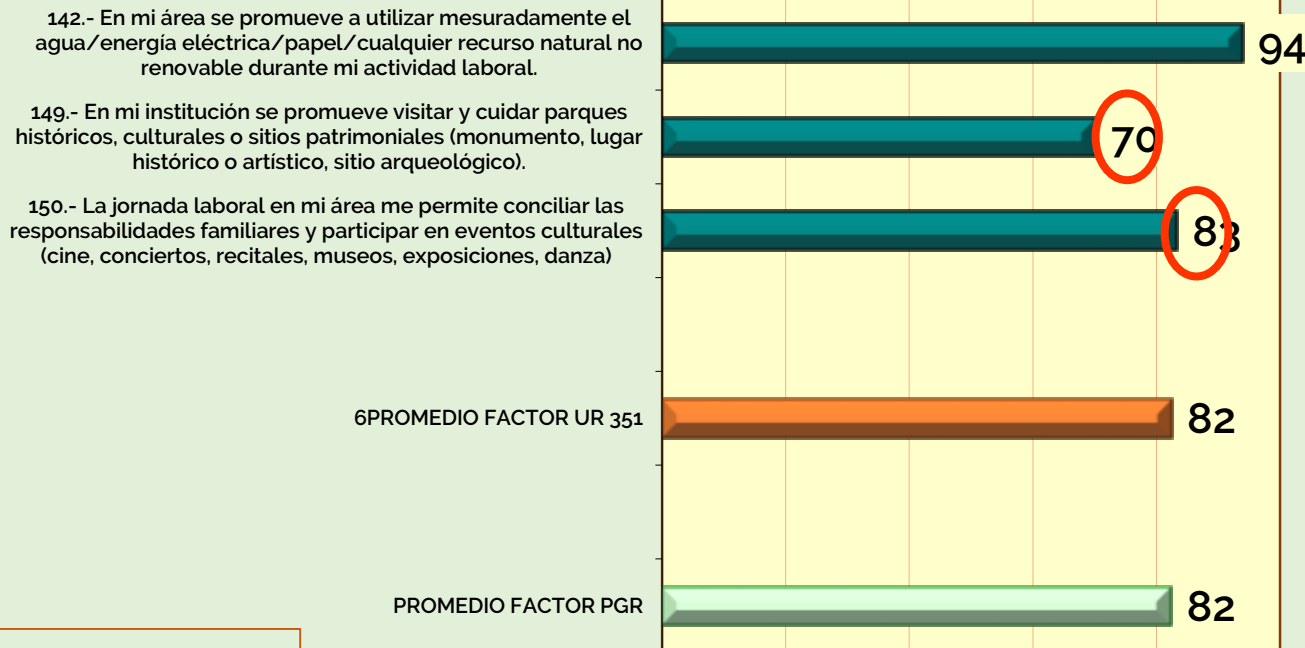 142.- En mi área se promueve a utilizar mesuradamente el
agua/energía eléctrica/papel/cualquier recurso natural no
renovable durante mi actividad laboral.
94
149.- En mi institución se promueve visitar y cuidar parques
históricos, culturales o sitios patrimoniales (monumento, lugar
histórico o artístico, sitio arqueológico).
70
150.- La jornada laboral en mi área me permite conciliar las
responsabilidades familiares y participar en eventos culturales
(cine, conciertos, recitales, museos, exposiciones, danza)
83
6PROMEDIO FACTOR UR 351
82
PROMEDIO FACTOR PGR
82